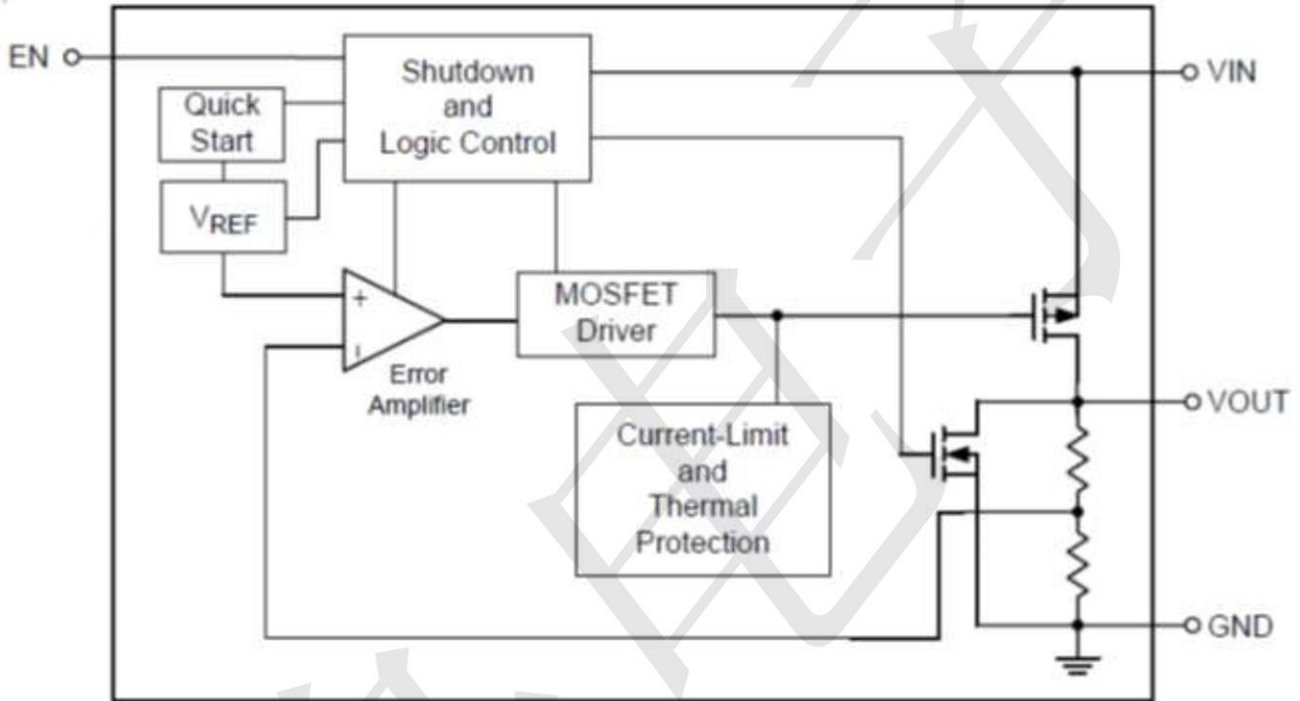 EN
Shutdown
and
Logic Control
VIN
Quick
Start
VREF
+
MOSFET
Driver
Error
Amplifier
VOUT
Current-Limit
and
Thermal
Protection
GND